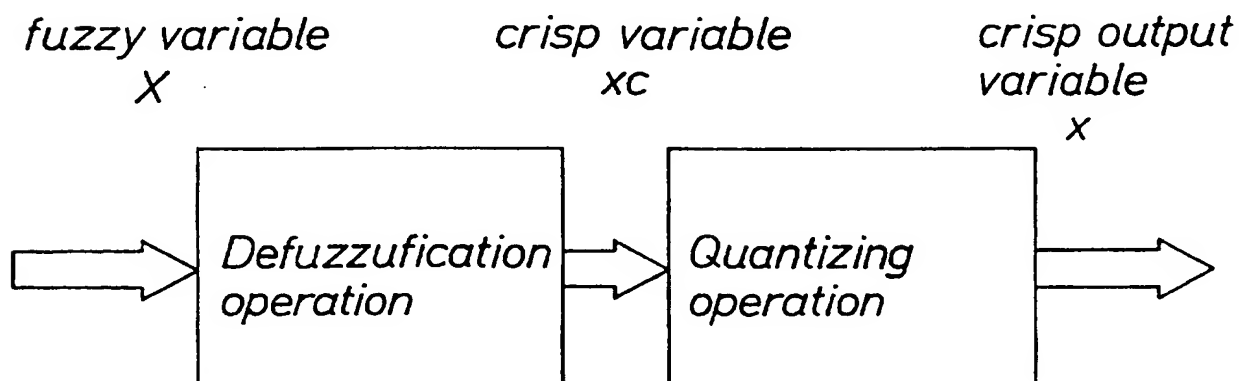 fuzzy variable
X
crisp variable
xc
crisp output
variable
x
Defuzzufication
operation
Quantizing
operation